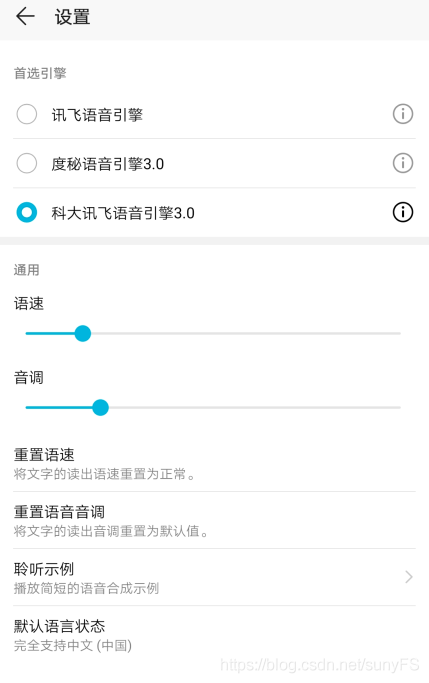 设置
首选引擎
讯飞语音引擎
度秘语音引擎3.0
科大讯飞语音引擎3.0
通用
语速
音调
重置语速
将文字的读出语速重置为正常。
重置语音音调
将文字的读出音调重置为默认值。
聆听示例
播放简短的语音合成示例
默认语言状态
完全支持中文 (中国)
https://blog.csdn.net/sunyFS